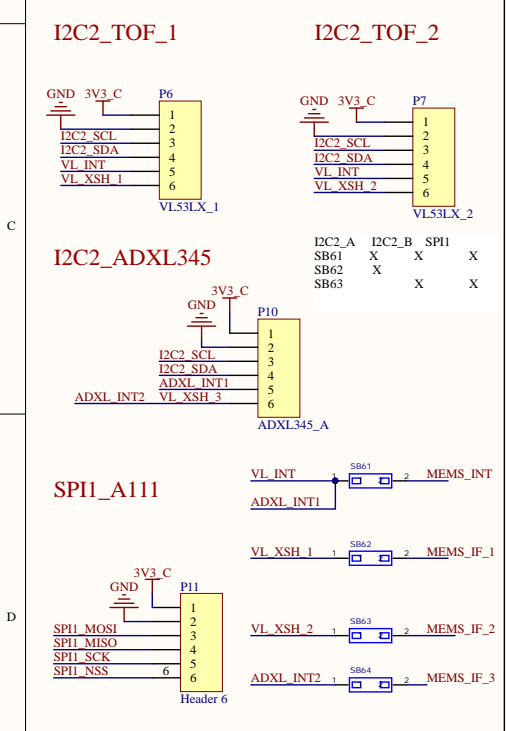 I2C2_TOF_1
I2C2_TOF_2
GND 3V3_C P6
1
2
I2C2_SCL 3
I2C2_SDA 4
VL_INT 5
VL_XSH_1 6
VL53LX_1
GND 3V3_C P7
1
2
I2C2_SCL 3
I2C2_SDA 4
VL_INT 5
VL_XSH_2 6
VL53LX_2
C
I2C2_A I2C2_B SPI1
SB61 X X X
SB62 X
SB63 X X
I2C2_ADXL345
3V3_C
GND P10
1
2
I2C2_SCL 3
I2C2_SDA 4
ADXL_INT1 5
ADXL_INT2 VL_XSH_3 6
ADXL345_A
SPI1_A111
VL_INT 1 SB61 2 MEMS_INT
ADXL_INT1
VL_XSH_1 1 SB62 2 MEMS_IF_1
VL_XSH_2 1 SB63 2 MEMS_IF_2
ADXL_INT2 1 SB64 2 MEMS_IF_3
D
3V3_C
GND P11
1
2
SPI1_MOSI 3
SPI1_MISO 4
SPI1_SCK 5
SPI1_NSS 6 6
Header 6